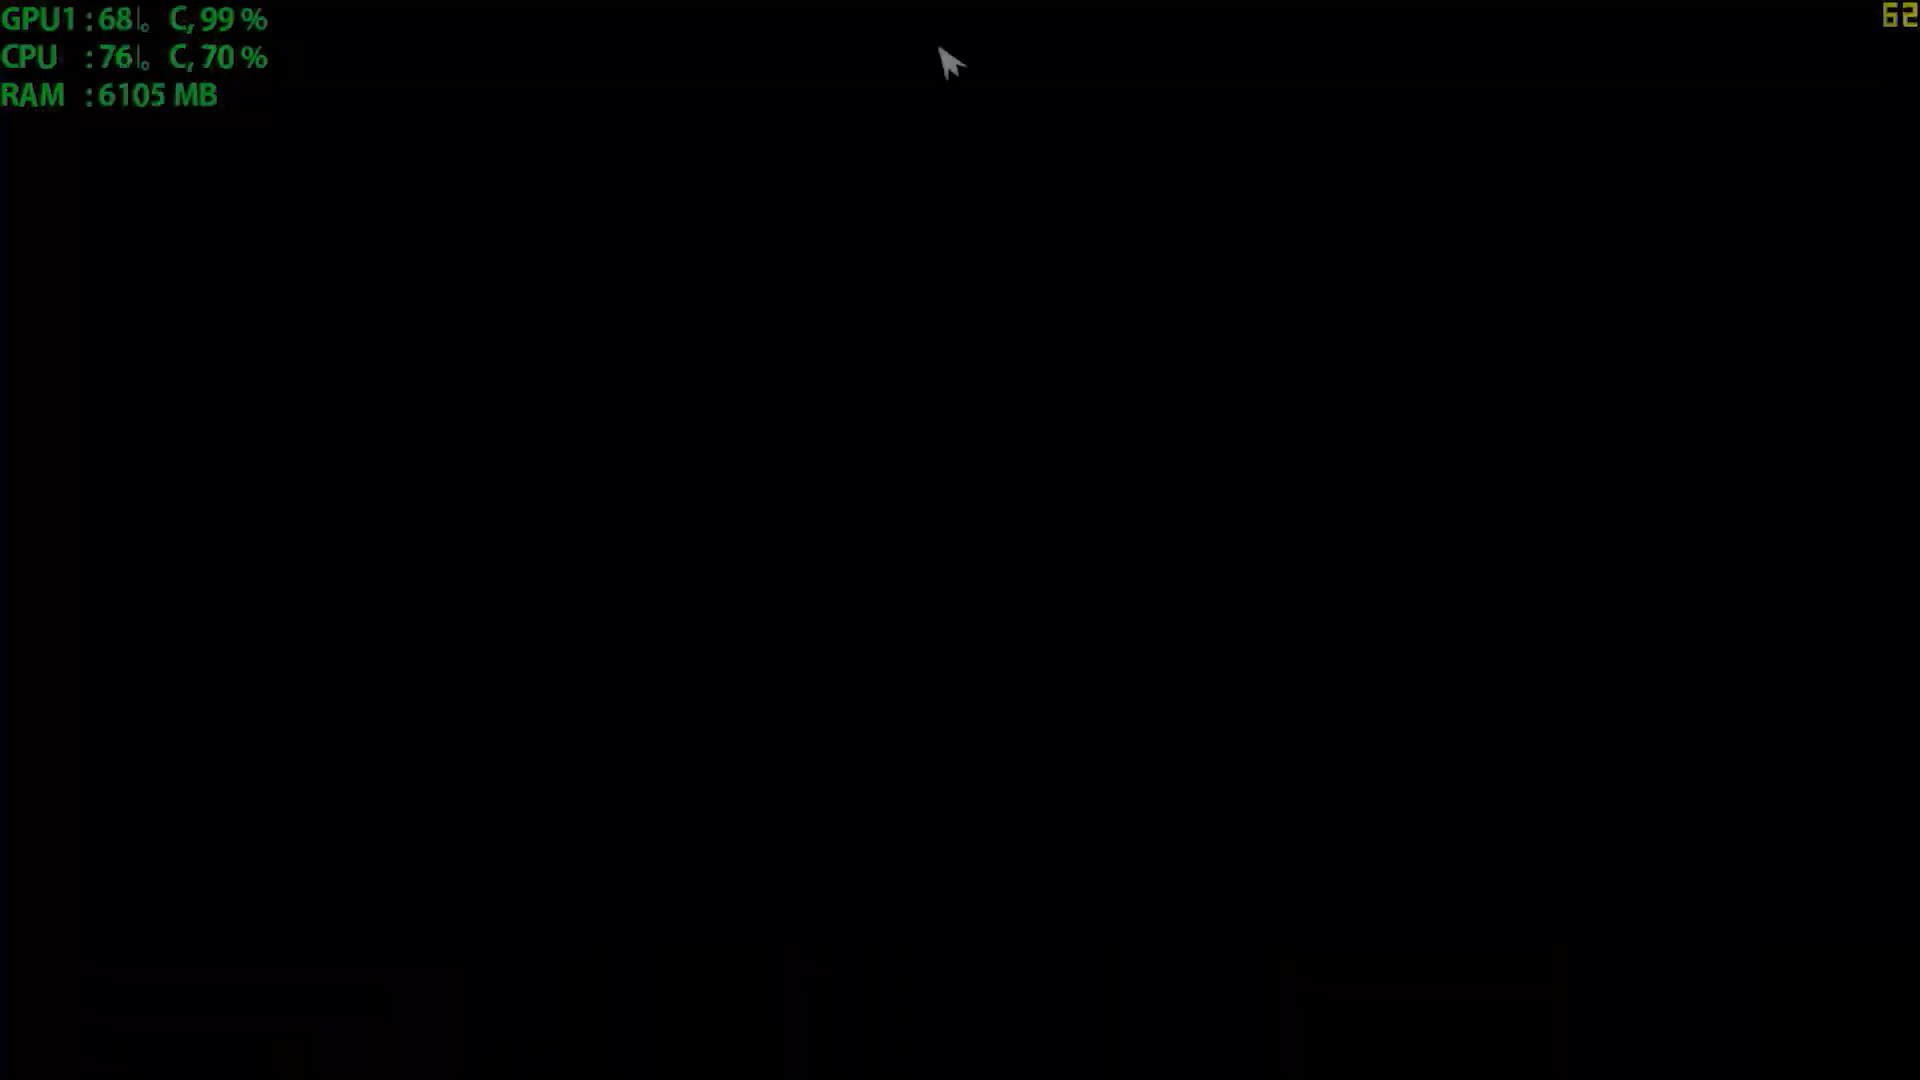 GPU1 : 68|。 C, 99 %
62
CPU : 76|。 C, 70 %
RAM : 6105 MB